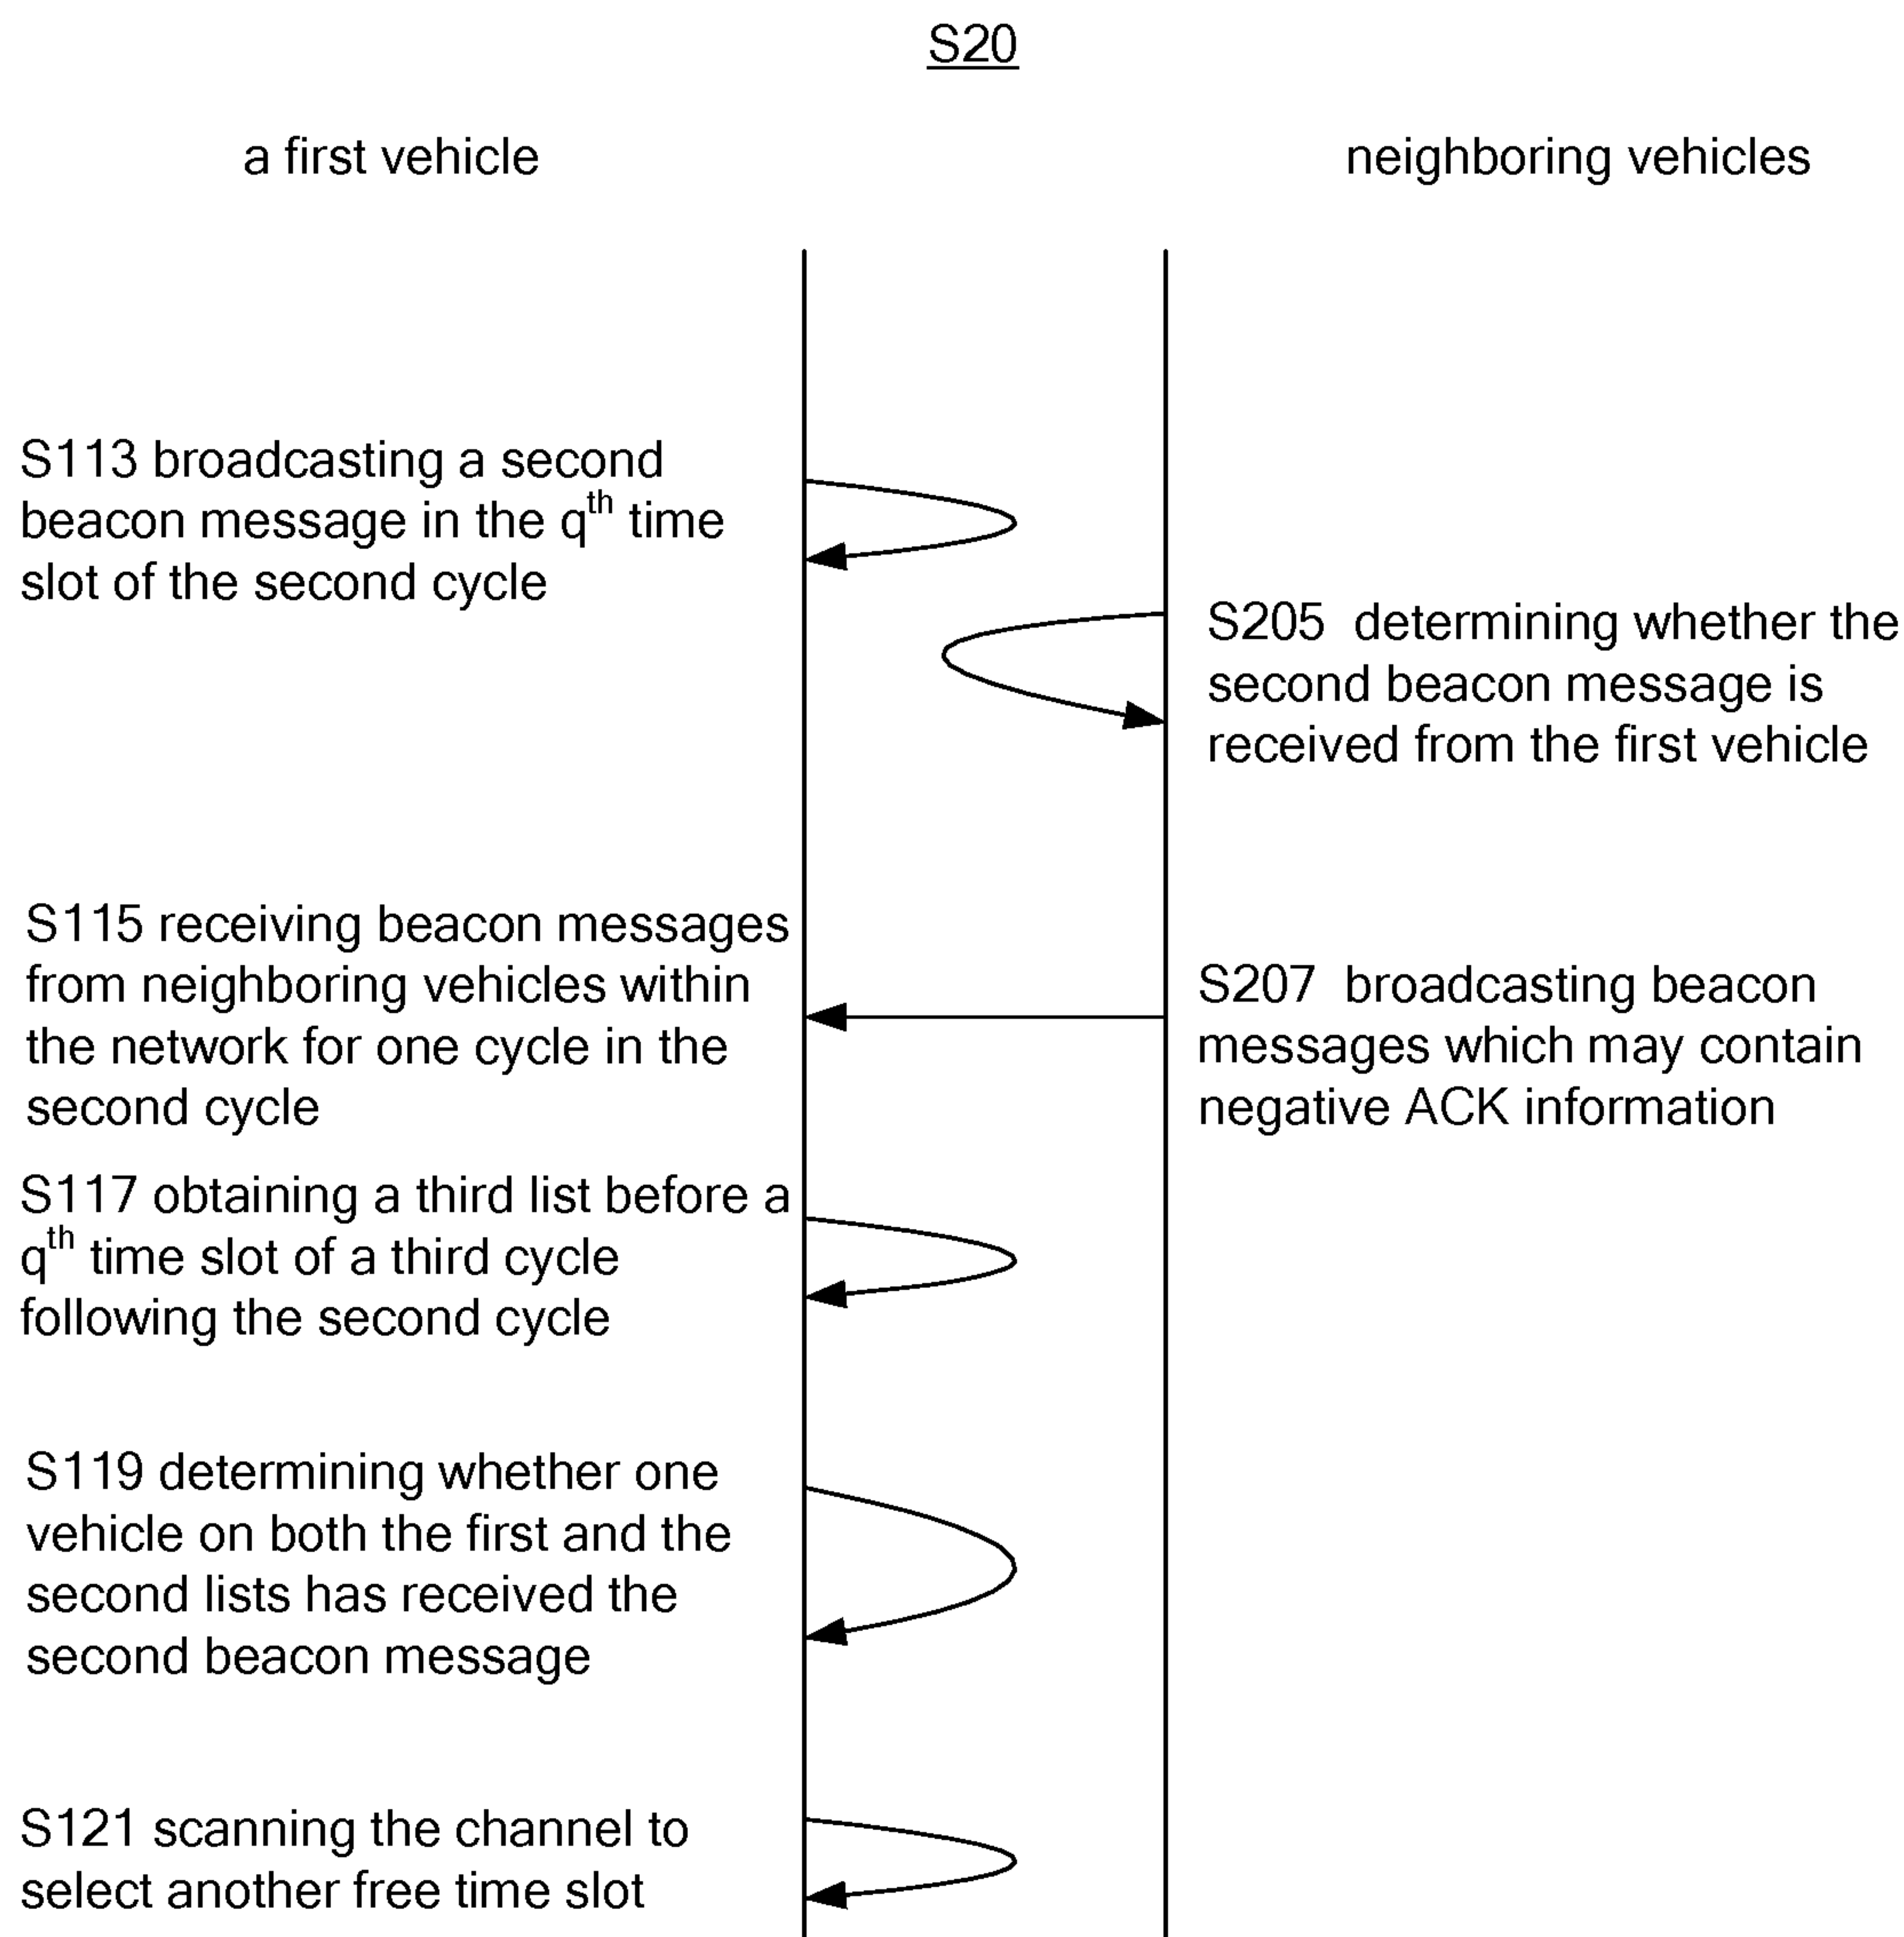 S20
a first vehicle
neighboring vehicles
S113 broadcasting a second
beacon message in the qth time
slot of the second cycle
S205 determining whether the
second beacon message is
received from the first vehicle
S115 receiving beacon messages
from neighboring vehicles within
the network for one cycle in the
second cycle
S207 broadcasting beacon
messages which may contain
negative ACK information
S117 obtaining a third list before a
qth time slot of a third cycle
following the second cycle
S119 determining whether one
vehicle on both the first and the
second lists has received the
second beacon message
S121 scanning the channel to
select another free time slot